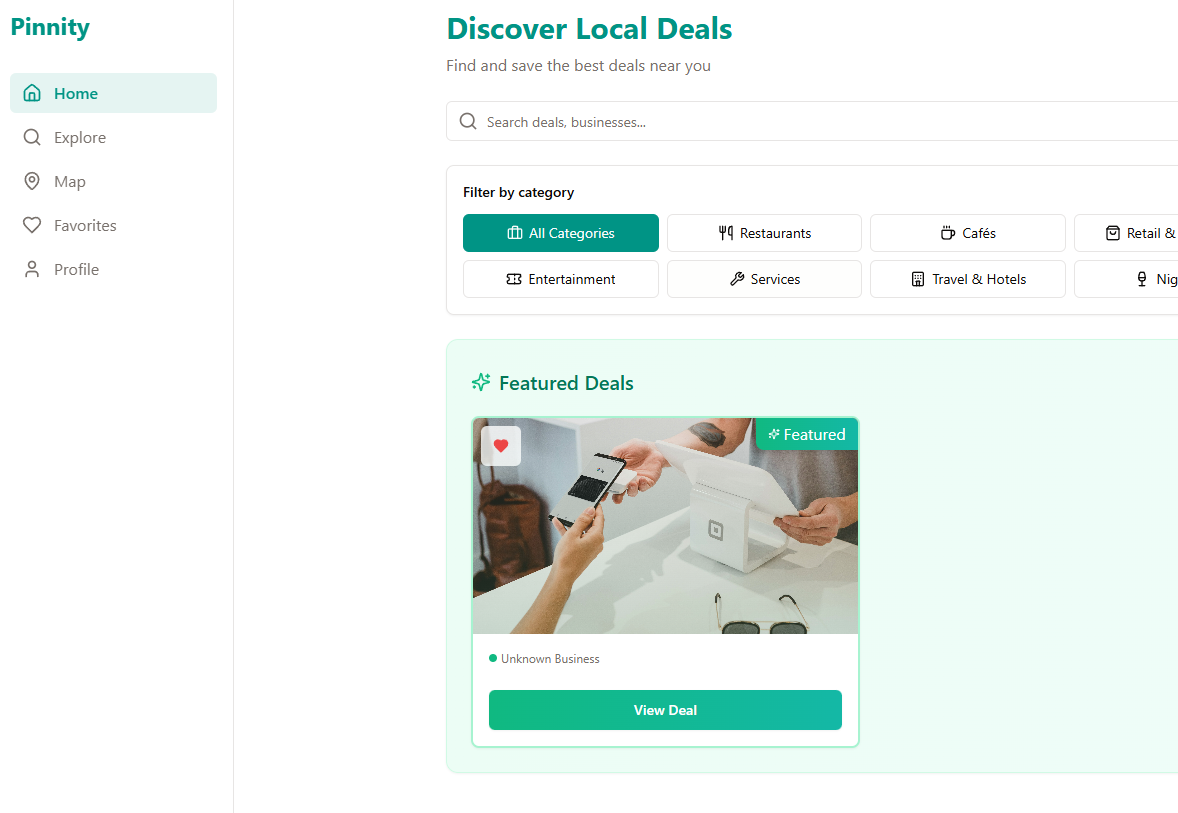 Pinnity
Home
Explore
Map
Favorites
Profile
Discover Local Deals
Find and save the best deals near you
Search deals, businesses...
Filter by category
All Categories
Restaurants
Cafés
Retail &
Entertainment
Services
Travel & Hotels
Nig
Featured Deals
Featured
Unknown Business
View Deal